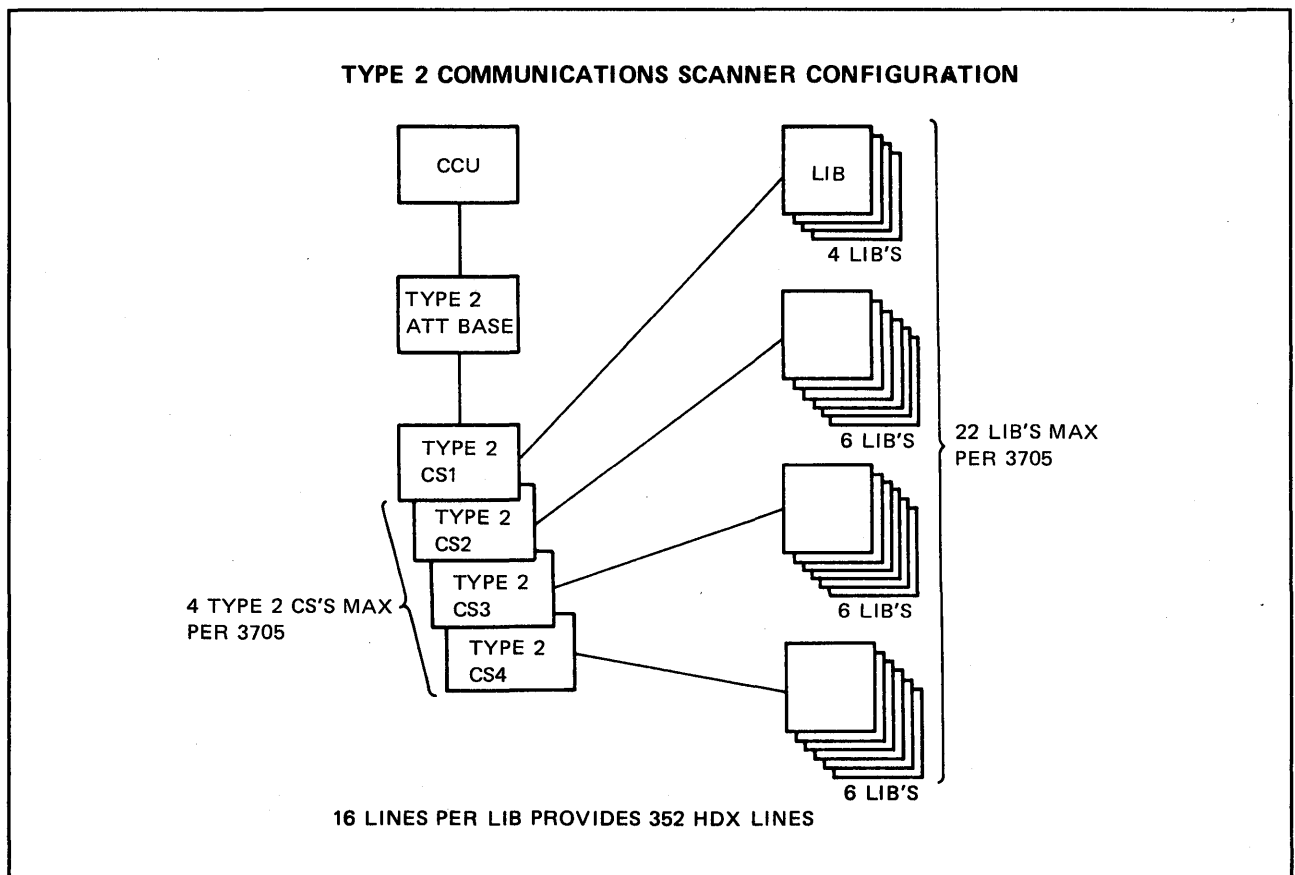 TYPE 2 COMMUNICATIONS SCANNER CONFIGURATION
CCU
LIB
4 LIB'S
TYPE 2
ATT BASE
6 LIB'S
22 LIB'S MAX
PER 3705
TYPE 2
CS1
TYPE 2
CS2
TYPE 2
CS3
TYPE 2
CS4
4 TYPE 2 CS'S MAX
PER 3705
6 LIB'S
6 LIB'S
16 LINES PER LIB PROVIDES 352 HDX LINES